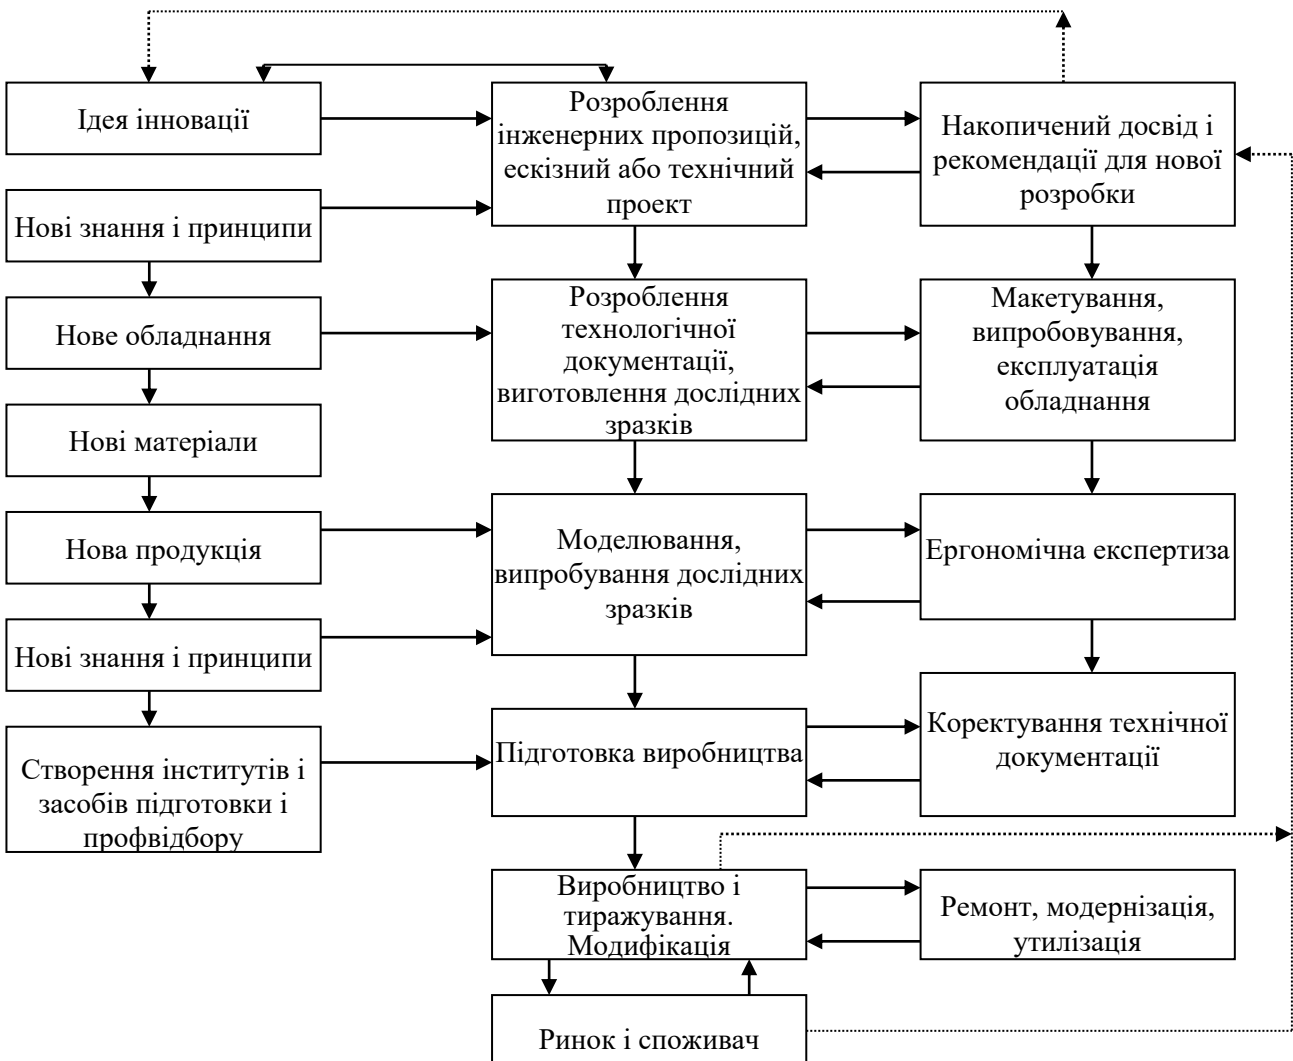 Ідея інновації
Розроблення
інженерних пропозицій,
ескізний або технічний
проект
Накопичений досвід і
рекомендації для нової
розробки
Нові знання і принципи
Нове обладнання
Розроблення
технологічної
документації,
виготовлення дослідних
зразків
Макетування,
випробовування,
експлуатація
обладнання
Нові матеріали
Нова продукція
Моделювання,
випробування дослідних
зразків
Ергономічна експертиза
Нові знання і принципи
Створення інститутів і
засобів підготовки і
профвідбору
Підготовка виробництва
Коректування технічної
документації
Виробництво і
тиражування.
Модифікація
Ремонт, модернізація,
утилізація
Ринок і споживач